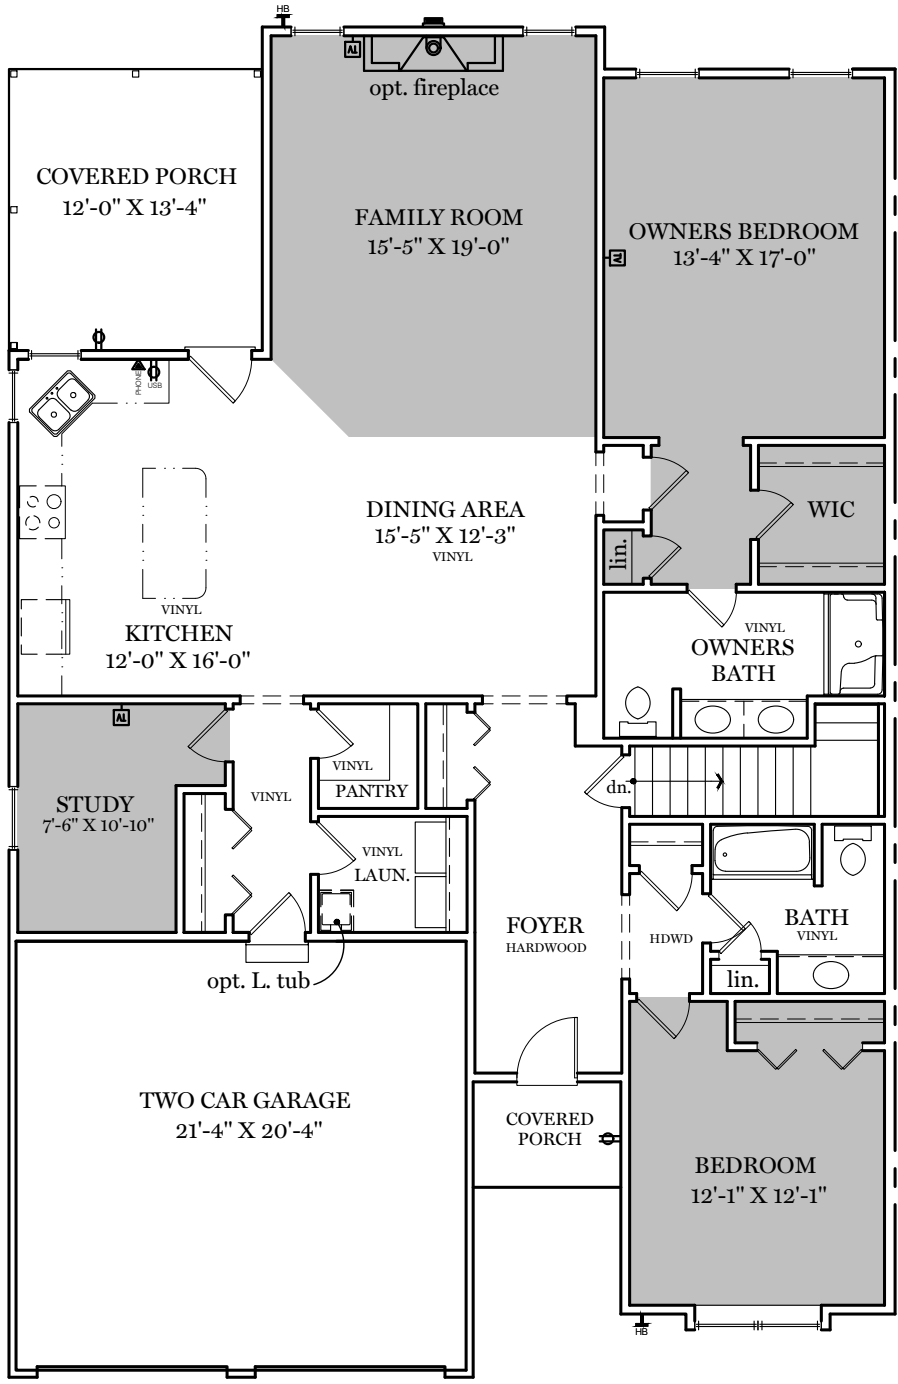 HB
TV
opt. fireplace
COVERED PORCH
12'-0" X 13'-4"
FAMILY ROOM
15'-5" X 19'-0"
OWNERS BEDROOM
13'-4" X 17'-0"
TV
PHONE
USB
DINING AREA
15'-5" X 12'-3"
VINYL
WIC
lin.
VINYL
KITCHEN
12'-0" X 16'-0"
VINYL
OWNERS
BATH
TV
STUDY
7'-6" X 10'-10"
VINYL
VINYL
PANTRY
dn.
VINYL
LAUN.
FOYER
HARDWOOD
HDWD
BATH
VINYL
lin.
opt. L. tub
TWO CAR GARAGE
21'-4" X 20'-4"
COVERED
PORCH
BEDROOM
12'-1" X 12'-1"
HB